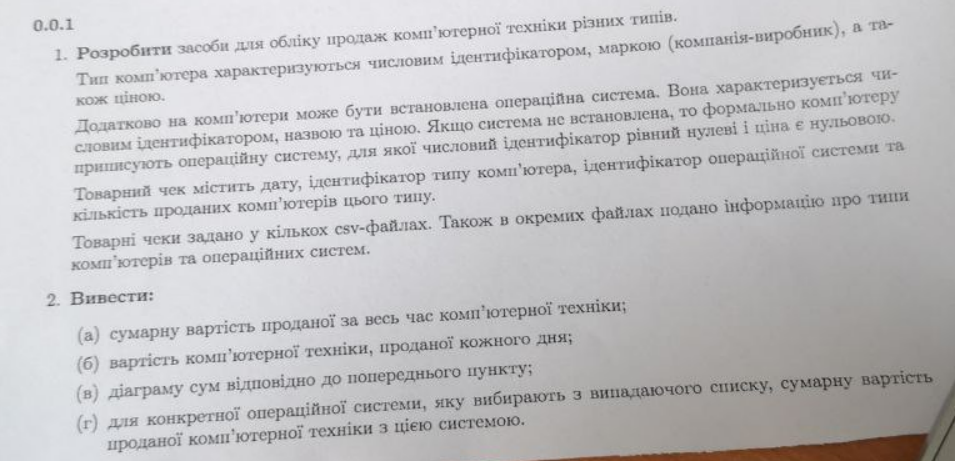 0.0.1
1. Розробити засоби для обліку продаж комп'ютерної техніки різних типів.
Тип комп'ютера характеризуються числовим ідентифікатором, маркою (компанія-виробник), а та-
кож ціною.
Додатково на комп'ютери може бути встановлена операційна система. Вона характеризується чи-
словим ідентифікатором, назвою та ціною. Якщо система не встановлена, то формально комп'ютеру
приписують операційну систему, для якої числовий ідентифікатор рівний нулеві і ціна є нульовою.
Товарний чек містить дату, ідентифікатор типу комп'ютера, ідентифікатор операційної системи та
кількість проданих комп'ютерів цього типу.
Товарні чеки задано у кількох csv-файлах. Також в окремих файлах подано інформацію про типи
комп'ютерів та операційних систем.
2. Вивести:
(а) сумарну вартість проданої за весь час комп'ютерної техніки;
(б) вартість комп'ютерної техніки, проданої кожного дня;
(в) діаграму сум відповідно до попереднього пункту;
(г) для конкретної операційної системи, яку вибирають з випадаючого списку, сумарну вартість
проданої комп'ютерної техніки з цією системою.